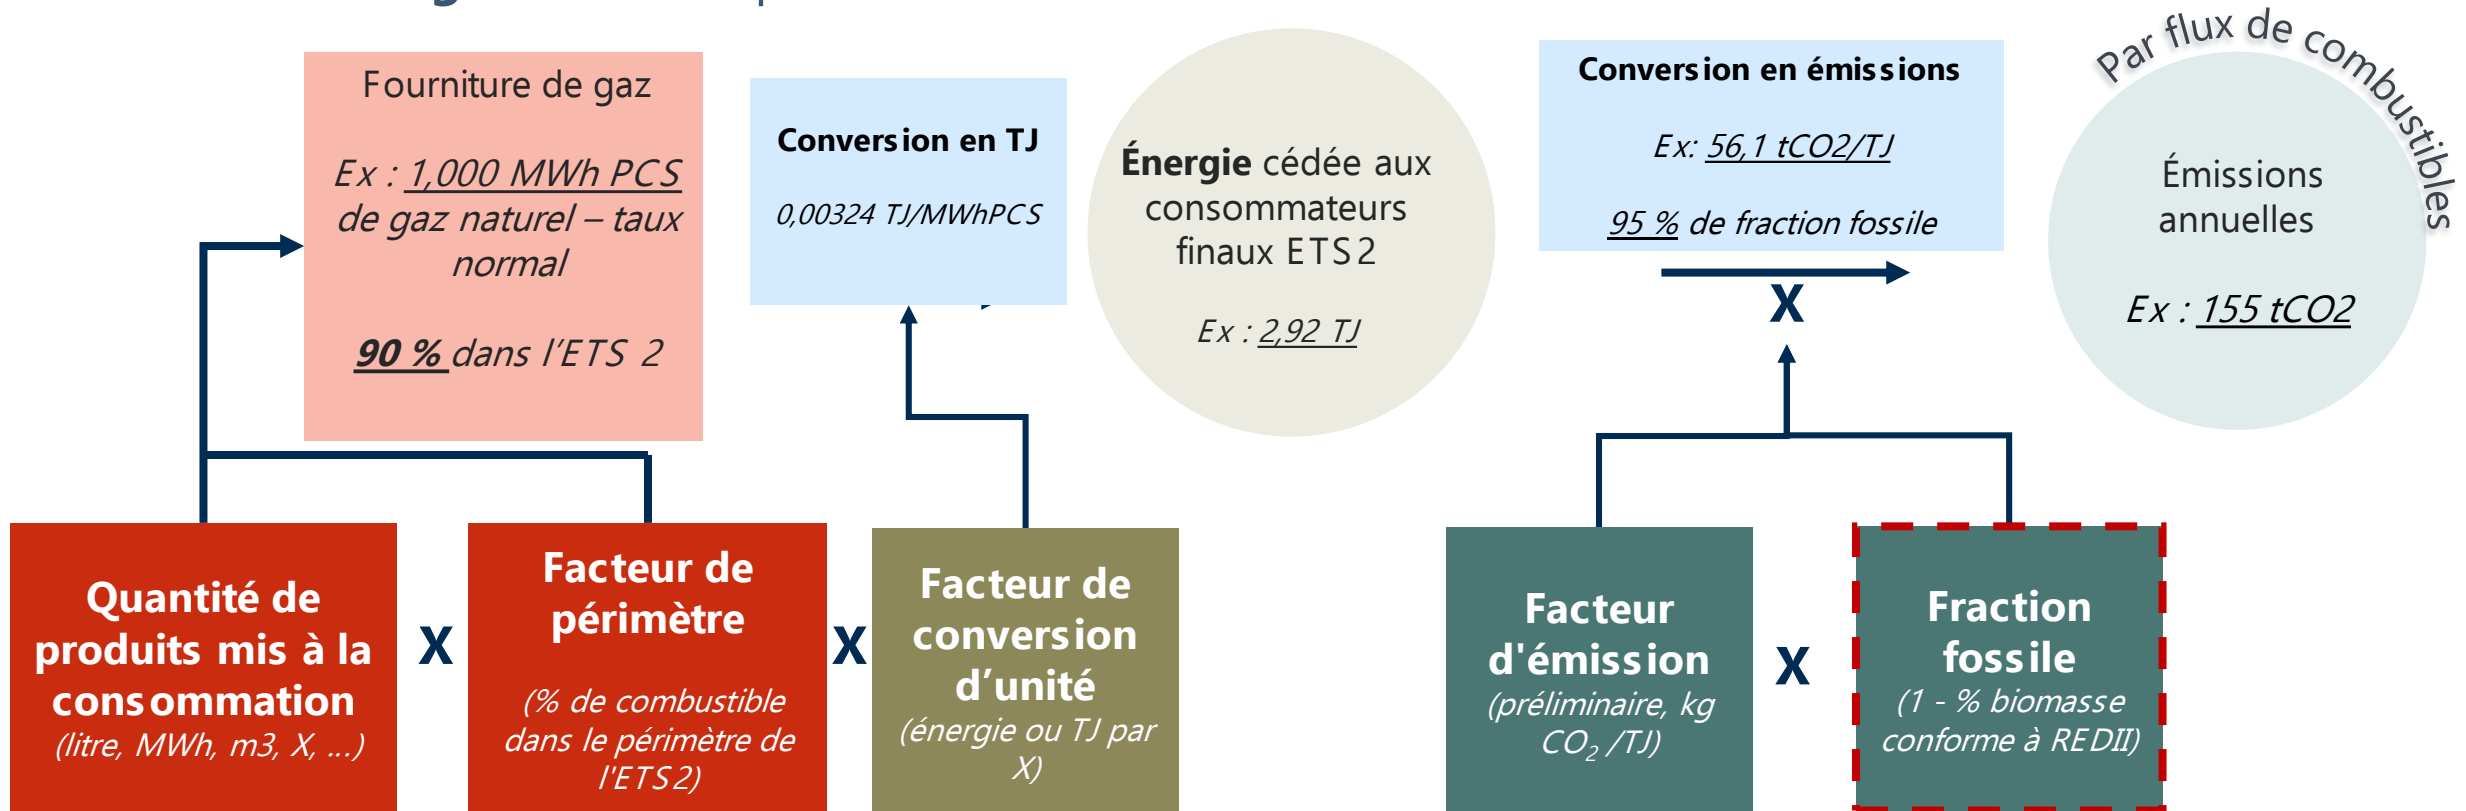 Fourniture de gaz
Ex : 1,000 MWh PCS
de gaz naturel – taux
normal
90 % dans l'ETS 2
Conversion en TJ
0,00324 TJ/MWhPCS
Énergie cédée aux
consommateurs
finaux ETS2
Ex : 2,92 TJ
Conversion en émissions
Ex: 56,1 tCO2/TJ
95 % de fraction fossile
X
Par flux de combustibles
Émissions
annuelles
Ex : 155 tCO2
Quantité de
produits mis à la
consommation
(litre, MWh, m3, X, ...)
X
Facteur de
périmètre
(% de combustible
dans le périmètre de
l'ETS2)
X
Facteur de
conversion
d’unité
(énergie ou TJ par
X)
Facteur
d'émission
(préliminaire, kg
CO2 /TJ)
X
Fraction
fossile
(1 - % biomasse
conforme à REDII)